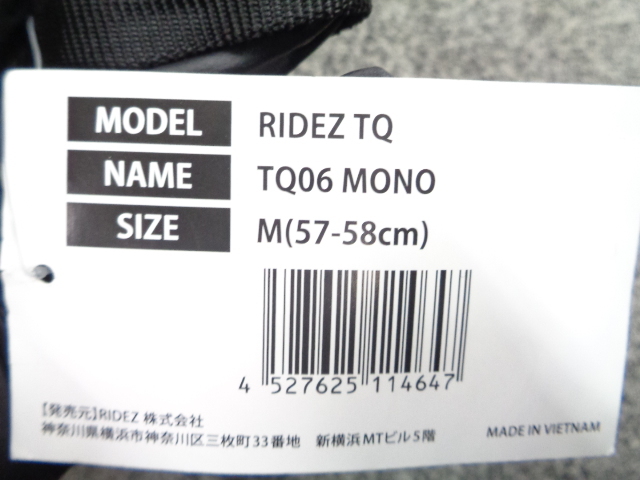 MODEL RIDEZ TQ
NAME TQ06 MONO
SIZE M(57-58cm)
4 527625 114647
【発売元】RIDEZ 株式会社
神奈川県横浜市神奈川区三枚町33番地 新横浜MTビル5階
MADE IN VIETNAM